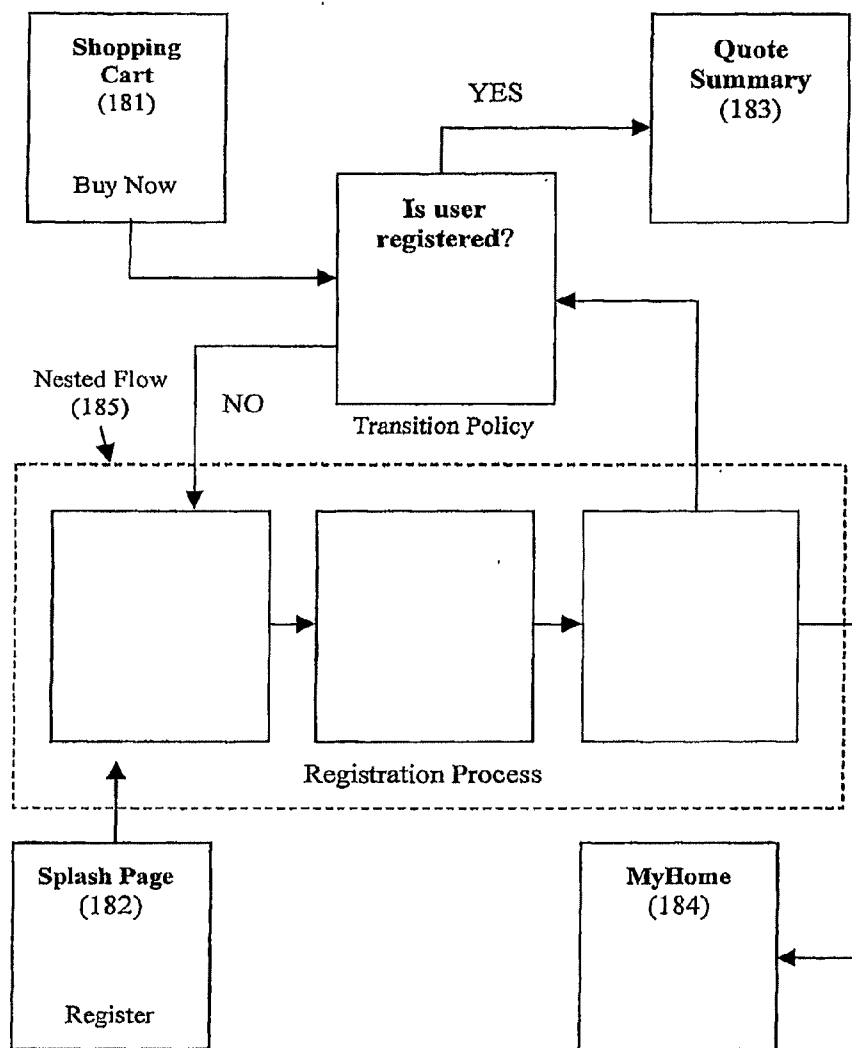 Shopping
Cart
(181)
Buy Now
YES
Quote
Summary
(183)
Is user
registered?
Nested Flow
(185)
NO
Transition Policy
Registration Process
Splash Page
(182)
Register
MyHome
(184)